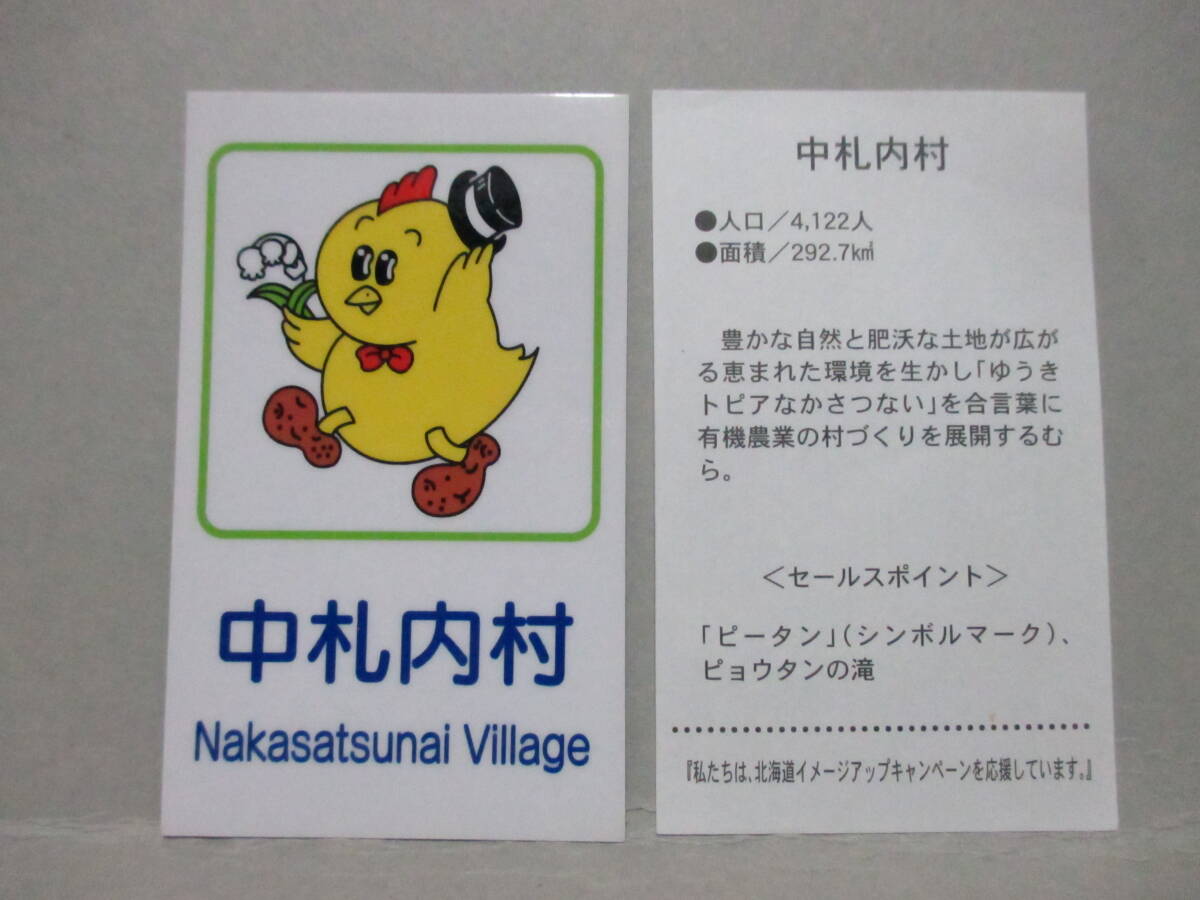 中札内村
Nakasatsunai Village
中札内村
●人口／4,122人
●面積／292.7㎢
豊かな自然と肥沃な土地が広が
る恵まれた環境を生かし「ゆうき
トピアなかさつない」を合言葉に
有機農業の村づくりを展開するむ
ら。
＜セールスポイント＞
「ピータン」(シンボルマーク)、
ピョウタンの滝
『私たちは、北海道イメージアップキャンペーンを応援しています。』